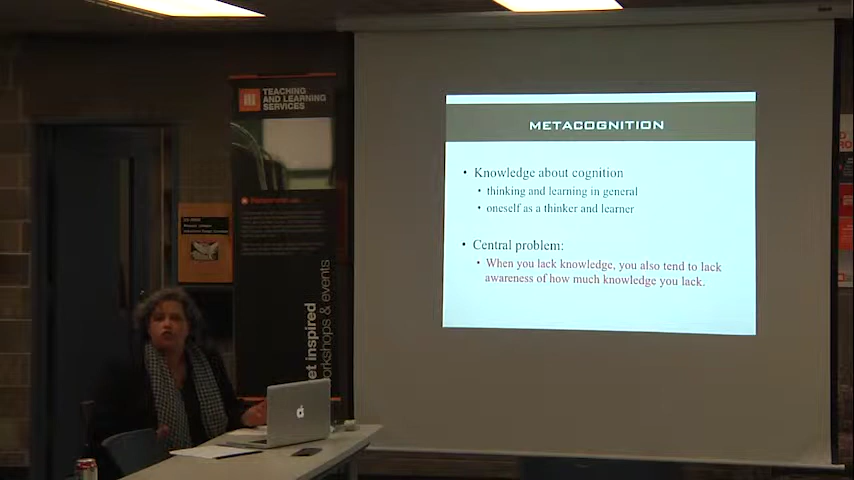 TEACHING
AND LEARNING
SERVICES
et inspired
orkshops & events
METACOGNITION
• Knowledge about cognition
• thinking and learning in general
• oneself as a thinker and learner
• Central problem:
• When you lack knowledge, you also tend to lack
awareness of how much knowledge you lack.